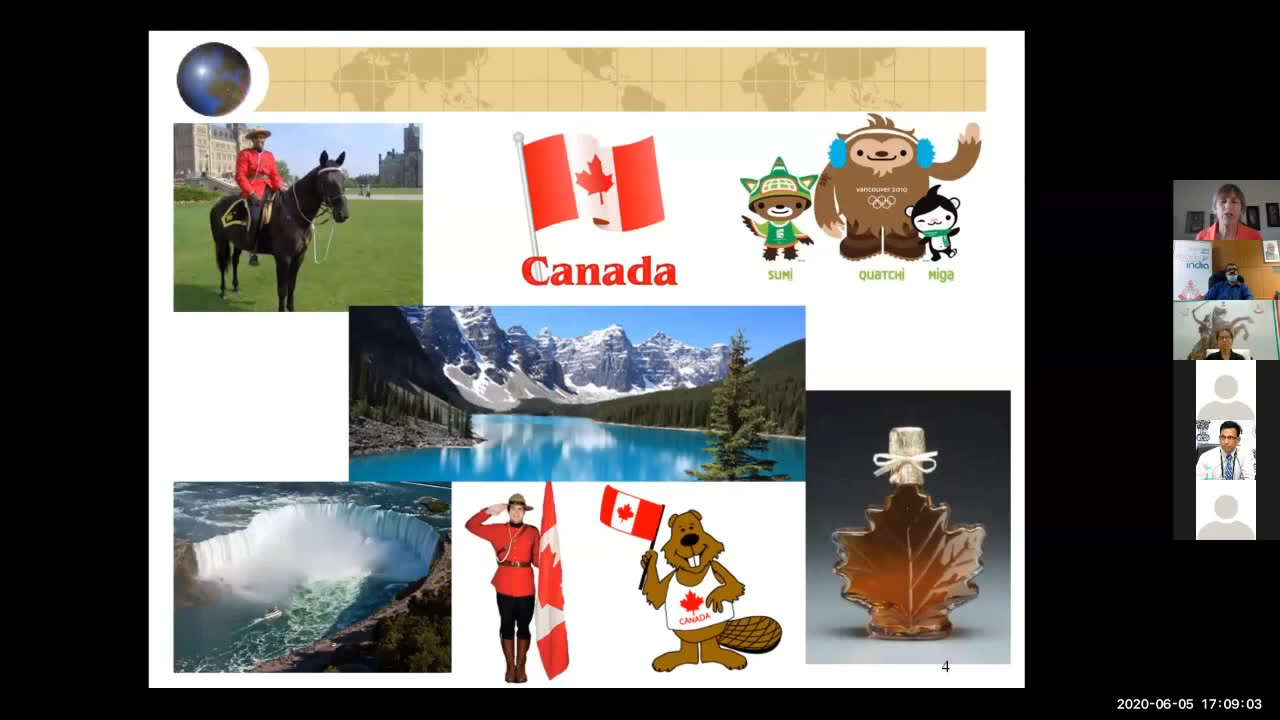 Canada
vancouver 2010
SUMi
QUATCHi
MiGA
CANADA
4
india
2020-06-05 17:09:03